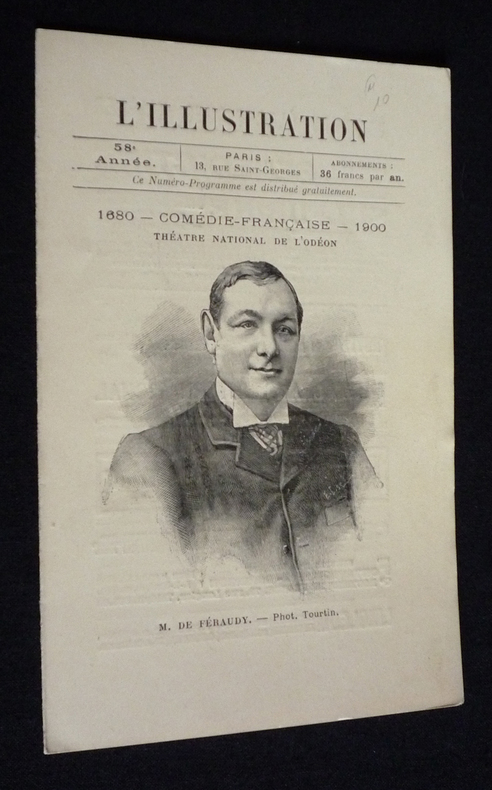 10
L'ILLUSTRATION
58e Année.
PARIS :
13, RUE SAINT-GEORGES
ABONNEMENTS :
36 francs par an.
Ce Numéro-Programme est distribué gratuitement.
1680 — COMÉDIE-FRANÇAISE — 1900
THÉATRE NATIONAL DE L'ODÉON
M. DE FÉRAUDY. — Phot. Tourtin.